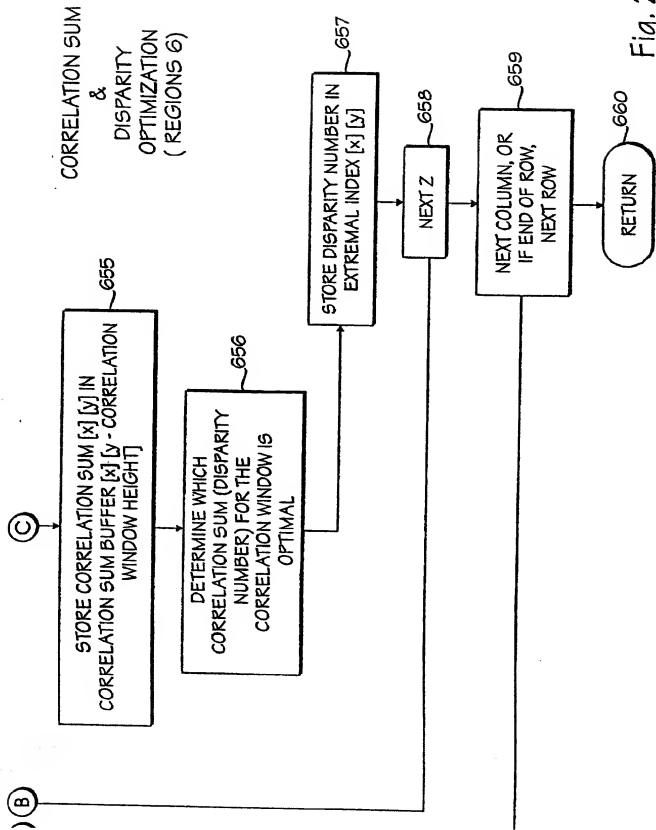 CORRELATION SUM
&
DISPARITY
OPTIMIZATION
( REGIONS 6)
C
STORE CORRELATION SUM [x] [y] IN
CORRELATION SUM BUFFER [x] [y - CORRELATION
WINDOW HEIGHT]
655
DETERMINE WHICH
CORRELATION SUM (DISPARITY
NUMBER) FOR THE
CORRELATION WINDOW IS
OPTIMAL
656
STORE DISPARITY NUMBER IN
EXTREMAL INDEX [x] [y]
657
B
NEXT Z
658
NEXT COLUMN, OR
IF END OF ROW,
NEXT ROW
659
RETURN
660
Fig.